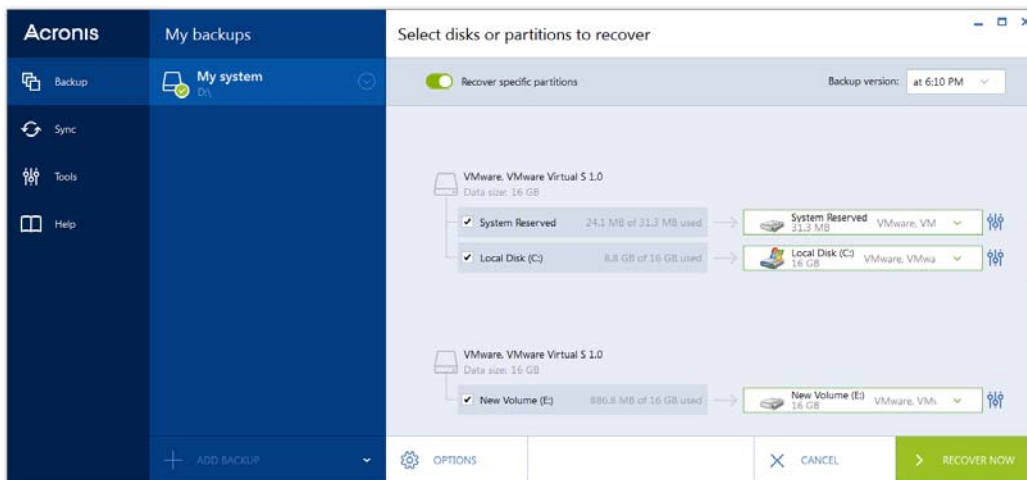 Acronis
My backups
Select disks or partitions to recover
Backup
My system
D:\
Recover specific partitions
Backup version:
at 6:10 PM
Sync
Tools
Help
VMware, VMware Virtual S 1.0
Data size: 16 GB
System Reserved
24.1 MB of 31.3 MB used
System Reserved
31.3 MB
VMware, VM
Local Disk (C:)
8.8 GB of 16 GB used
Local Disk (C:)
16 GB
VMware, VMwa
VMware, VMware Virtual S 1.0
Data size: 16 GB
New Volume (E:)
886.8 MB of 16 GB used
New Volume (E:)
16 GB
VMware, VMv
ADD BACKUP
OPTIONS
CANCEL
RECOVER NOW